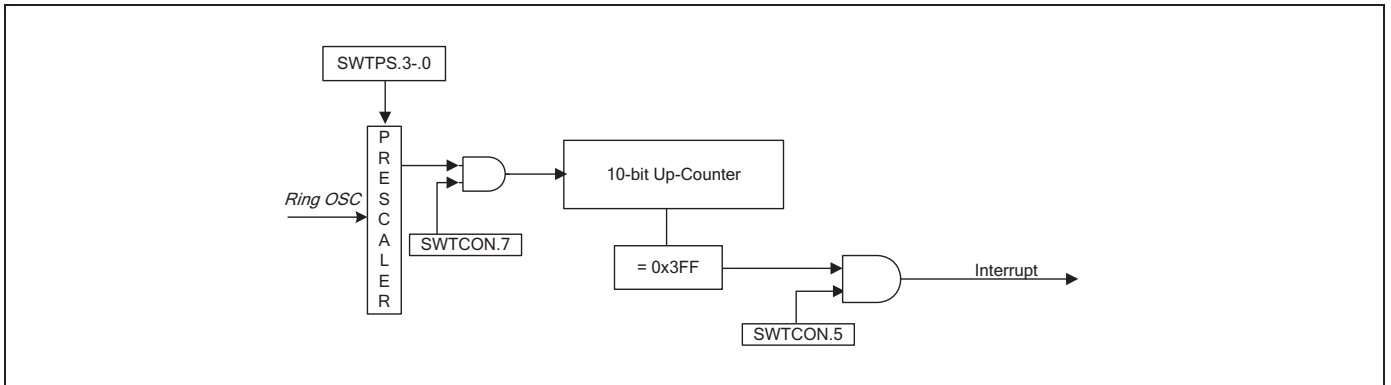 SWTPS.3-.0
P
R
E
S
C
A
L
E
R
Ring OSC
SWTCON.7
10-bit Up-Counter
= 0x3FF
SWTCON.5
Interrupt